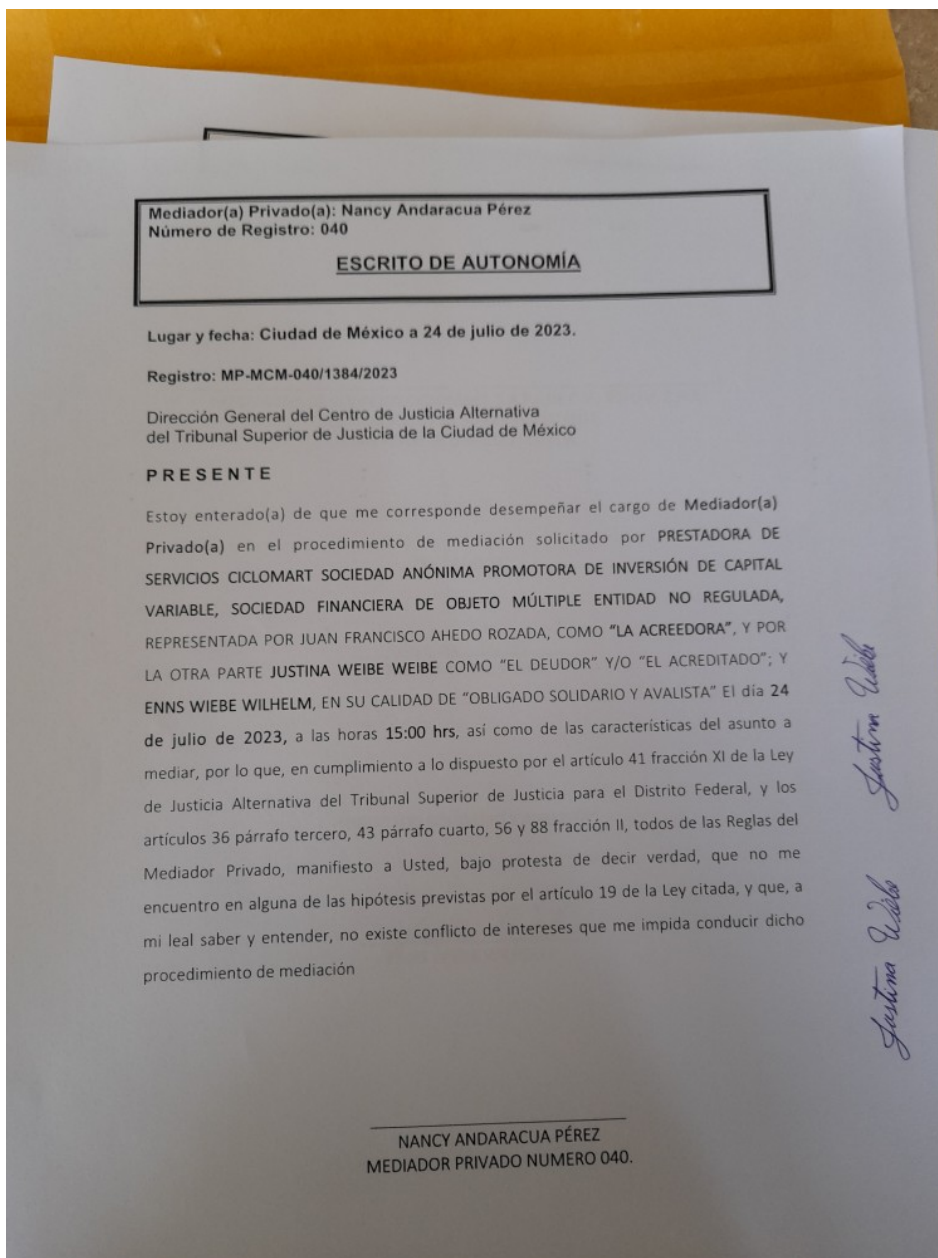 Mediador(a) Privado(a): Nancy Andaracua Pérez
Número de Registro: 040
ESCRITO DE AUTONOMÍA
Lugar y fecha: Ciudad de México a 24 de julio de 2023.
Registro: MP-MCM-040/1384/2023
Dirección General del Centro de Justicia Alternativa
del Tribunal Superior de Justicia de la Ciudad de México
P R E S E N T E
Estoy enterado(a) de que me corresponde desempeñar el cargo de Mediador(a)
Privado(a) en el procedimiento de mediación solicitado por PRESTADORA DE
SERVICIOS CICLOMART SOCIEDAD ANÓNIMA PROMOTORA DE INVERSIÓN DE CAPITAL
VARIABLE, SOCIEDAD FINANCIERA DE OBJETO MÚLTIPLE ENTIDAD NO REGULADA,
REPRESENTADA POR JUAN FRANCISCO AHEDO ROZADA, COMO "LA ACREEDORA", Y POR
LA OTRA PARTE JUSTINA WEIBE WEIBE COMO "EL DEUDOR" Y/O "EL ACREDITADO"; Y
ENNS WIEBE WILHELM, EN SU CALIDAD DE "OBLIGADO SOLIDARIO Y AVALISTA" El día 24
de julio de 2023, a las horas 15:00 hrs, así como de las características del asunto a
mediar, por lo que, en cumplimiento a lo dispuesto por el artículo 41 fracción XI de la Ley
de Justicia Alternativa del Tribunal Superior de Justicia para el Distrito Federal, y los
artículos 36 párrafo tercero, 43 párrafo cuarto, 56 y 88 fracción II, todos de las Reglas del
Mediador Privado, manifiesto a Usted, bajo protesta de decir verdad, que no me
encuentro en alguna de las hipótesis previstas por el artículo 19 de la Ley citada, y que, a
mi leal saber y entender, no existe conflicto de intereses que me impida conducir dicho
procedimiento de mediación
NANCY ANDARACUA PÉREZ
MEDIADOR PRIVADO NUMERO 040.
Justina Wiebe
Justina Wiebe